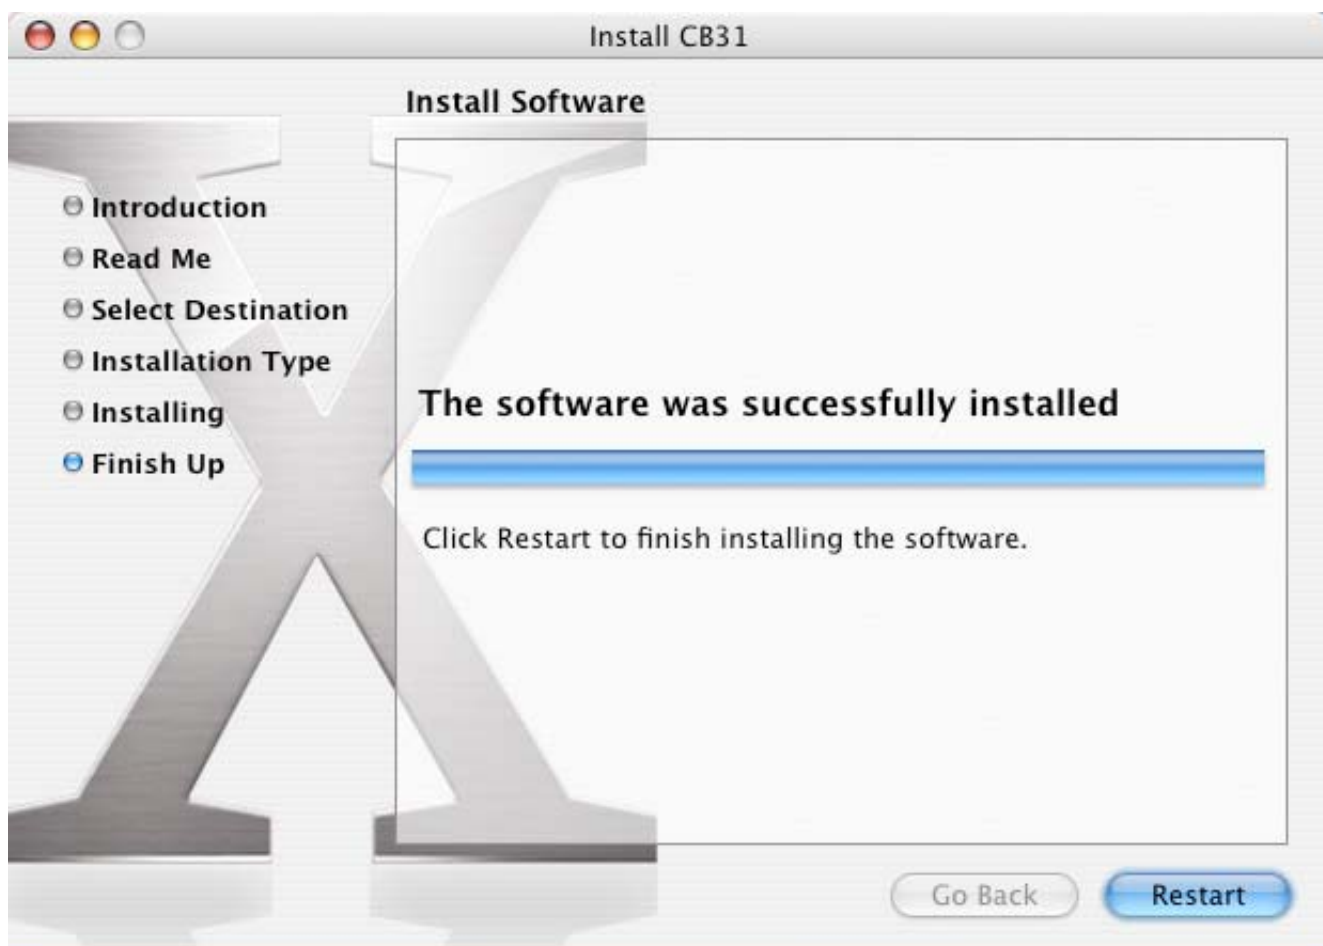 Install CB31
Install Software
Introduction
Read Me
Select Destination
Installation Type
Installing
Finish Up
The software was successfully installed
Click Restart to finish installing the software.
Go Back
Restart